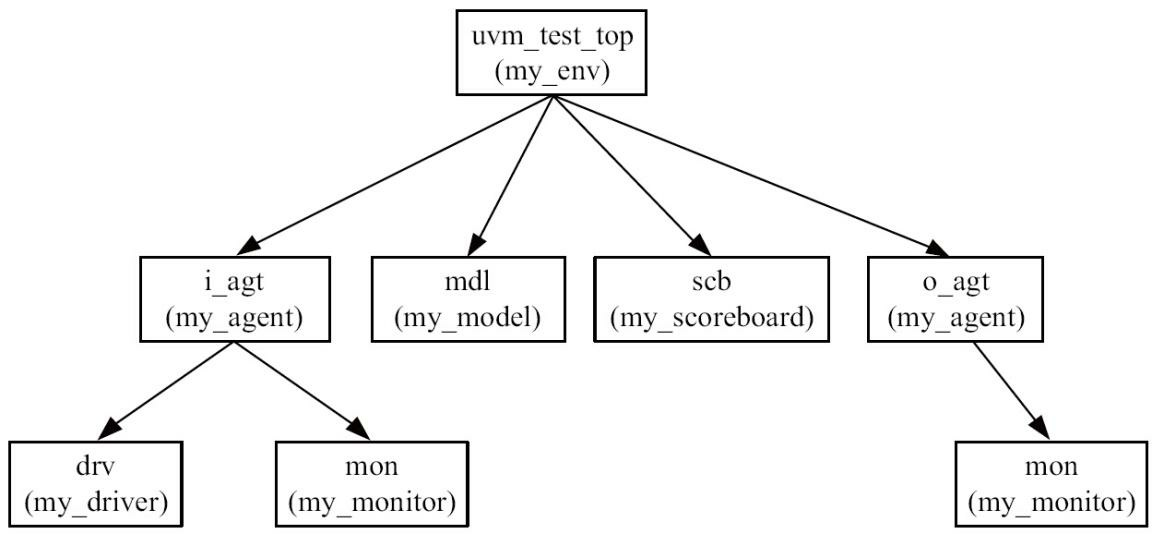 uvm_test_top
(my_env)
i_agt
(my_agent)
mdl
(my_model)
scb
(my_scoreboard)
o_agt
(my_agent)
drv
(my_driver)
mon
(my_monitor)
mon
(my_monitor)